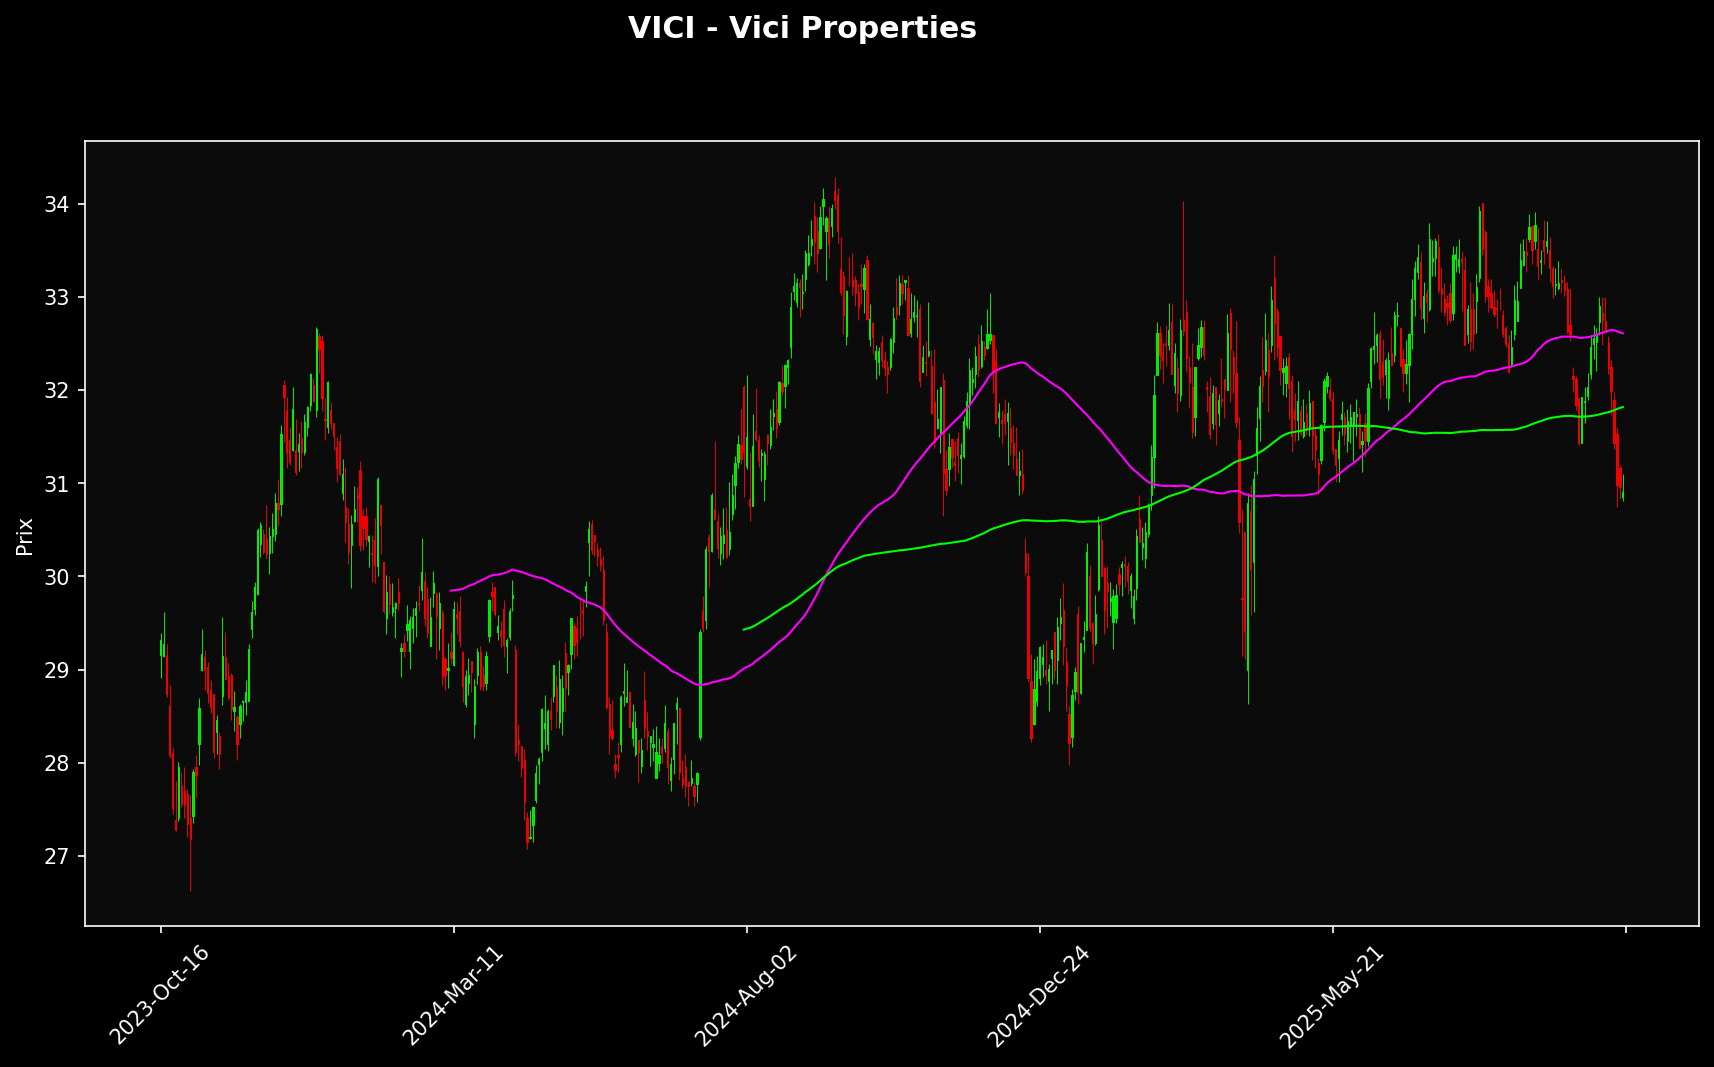 VICI - Vici Properties
Prix
34
33
32
31
30
29
28
27
2023-Oct-16
2024-Mar-11
2024-Aug-02
2024-Dec-24
2025-May-21